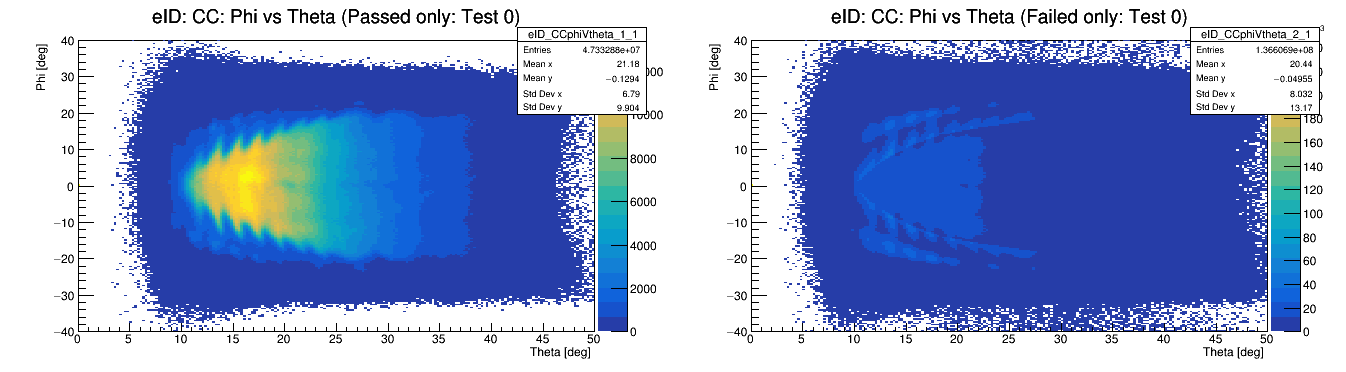 eID: CC: Phi vs Theta (Passed only: Test 0)
eID_CCphiVtheta_1_1
Entries 4.733288e+07
Mean x 21.18
Mean y −0.1294
Std Dev x 6.79
Std Dev y 9.904
Phi [deg]
40
30
20
10
0
−10
−20
−30
−40
0 5 10 15 20 25 30 35 40 45 50
Theta [deg]
10000
8000
6000
4000
2000
0
eID: CC: Phi vs Theta (Failed only: Test 0)
eID_CCphiVtheta_2_1
Entries 1.366069e+08
Mean x 20.44
Mean y −0.04955
Std Dev x 8.032
Std Dev y 13.17
Phi [deg]
40
30
20
10
0
−10
−20
−30
−40
0 5 10 15 20 25 30 35 40 45 50
Theta [deg]
180
160
140
120
100
80
60
40
20
0